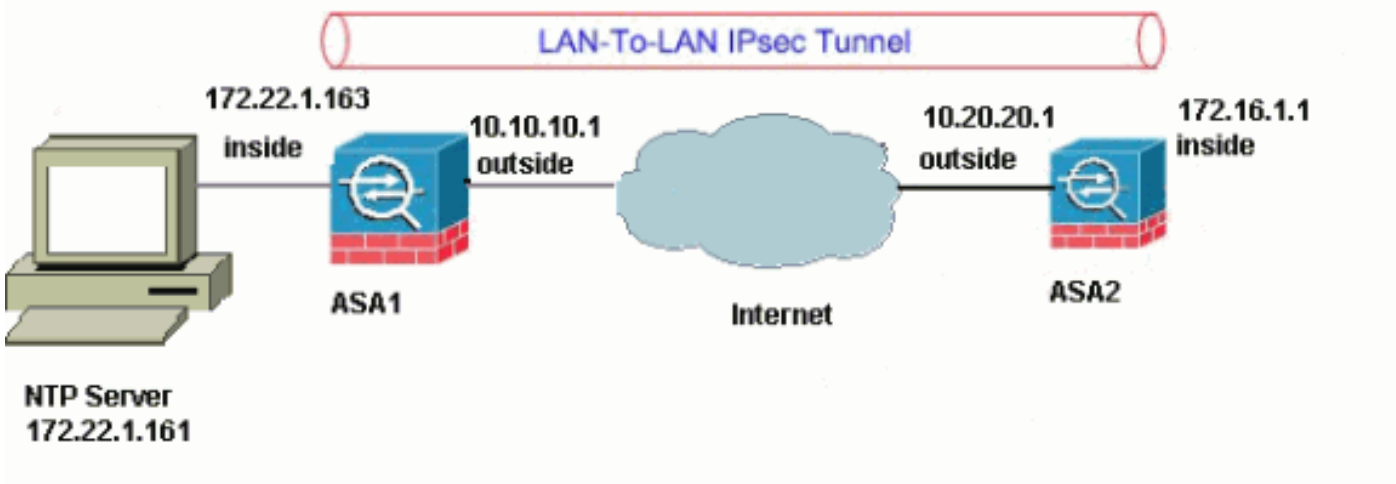 LAN-To-LAN IPsec Tunnel
172.22.1.163
inside
10.10.10.1
outside
10.20.20.1
outside
172.16.1.1
inside
ASA1
Internet
ASA2
NTP Server
172.22.1.161